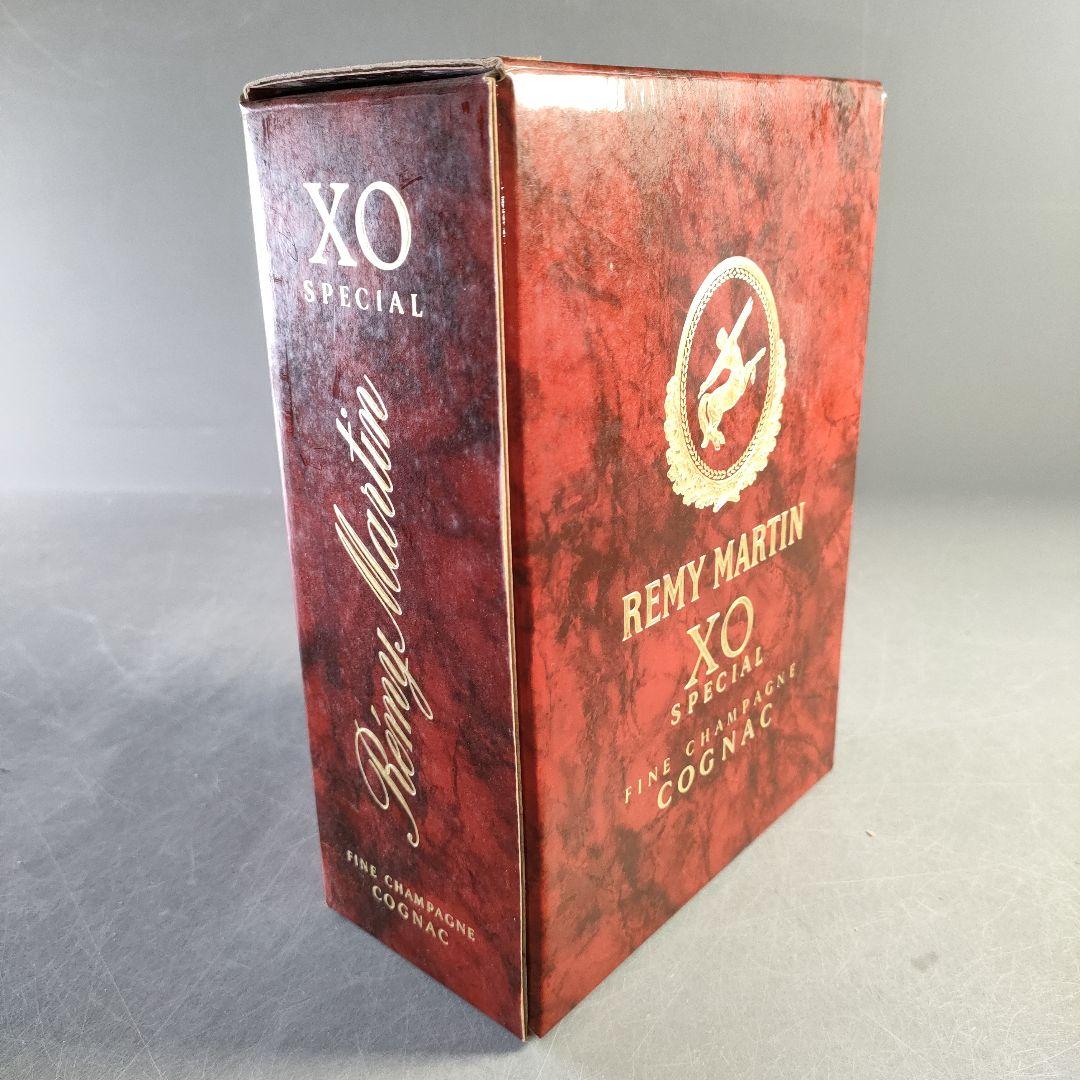 XO
SPECIAL
Rémy Martin
FINE CHAMPAGNE
COGNAC
REMY MARTIN
XO
SPECIAL
FINE CHAMPAGNE
COGNAC